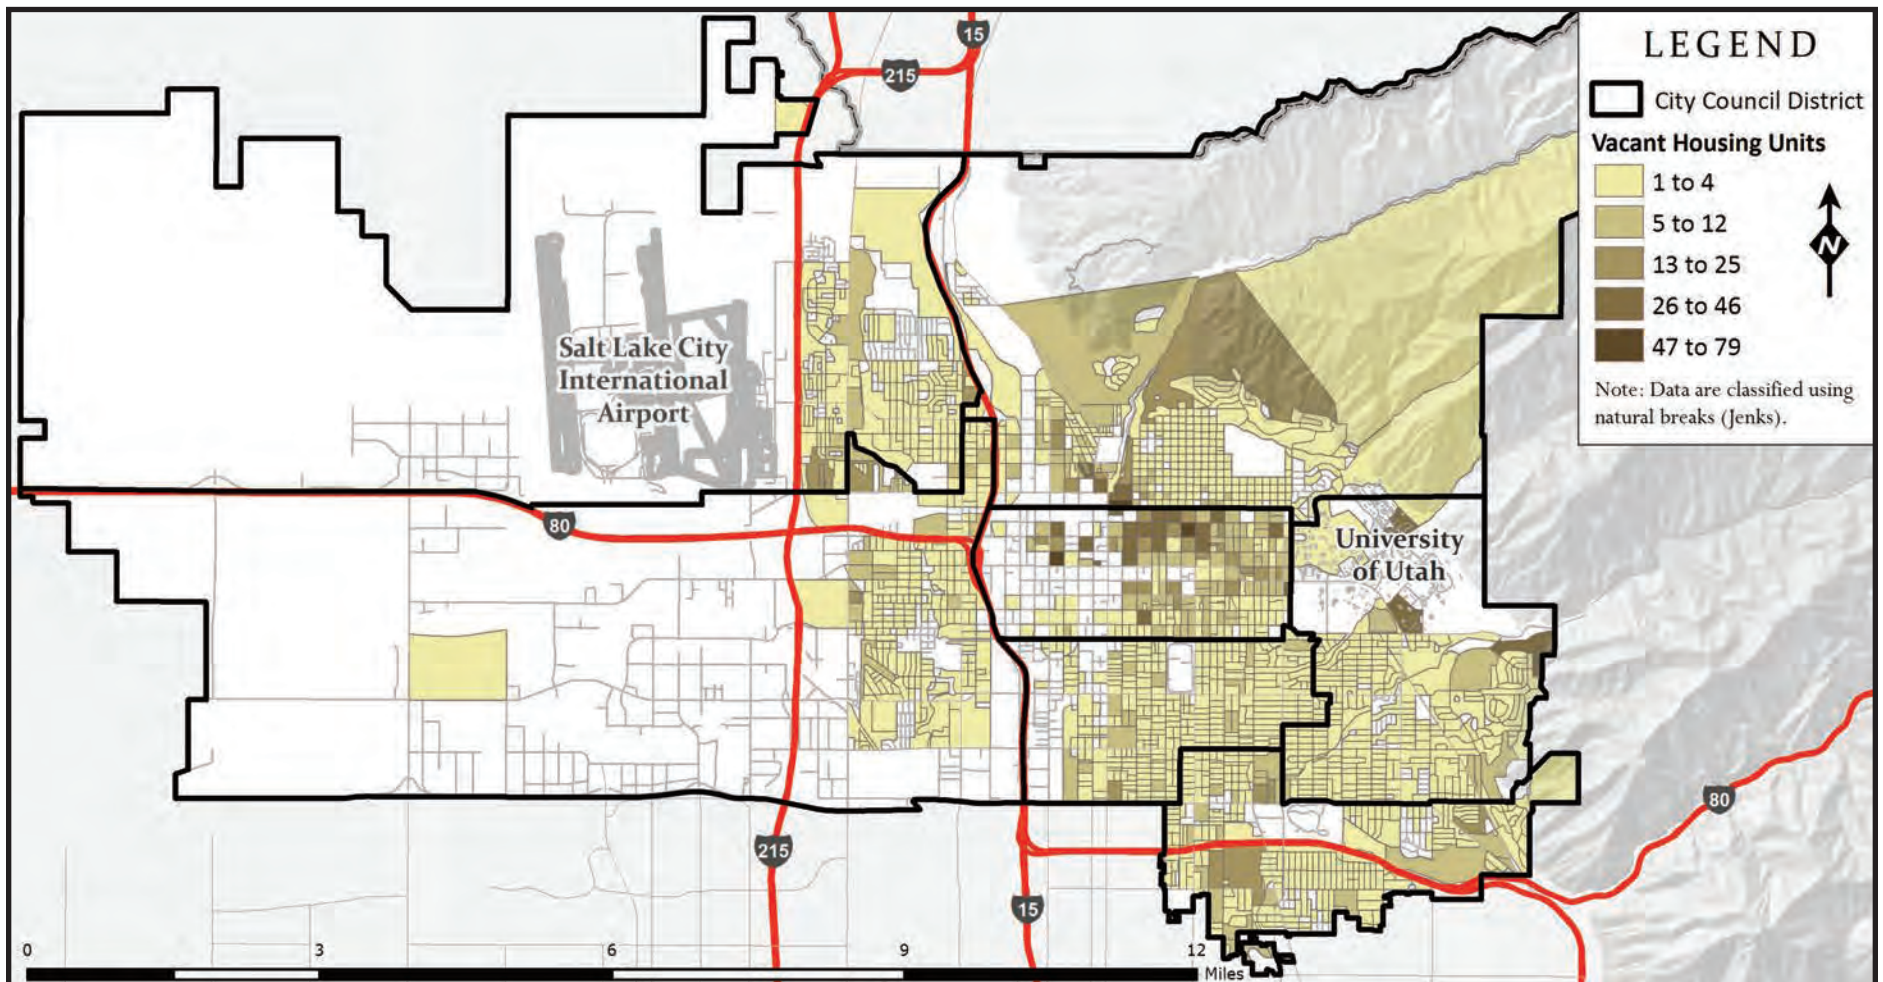 LEGEND
City Council District
Vacant Housing Units
1 to 4
5 to 12
13 to 25
26 to 46
47 to 79
N
Note: Data are classified using
natural breaks (Jenks).
15
215
Salt Lake City
International
Airport
80
University
of Utah
80
215
15
0 3 6 9 12
Miles